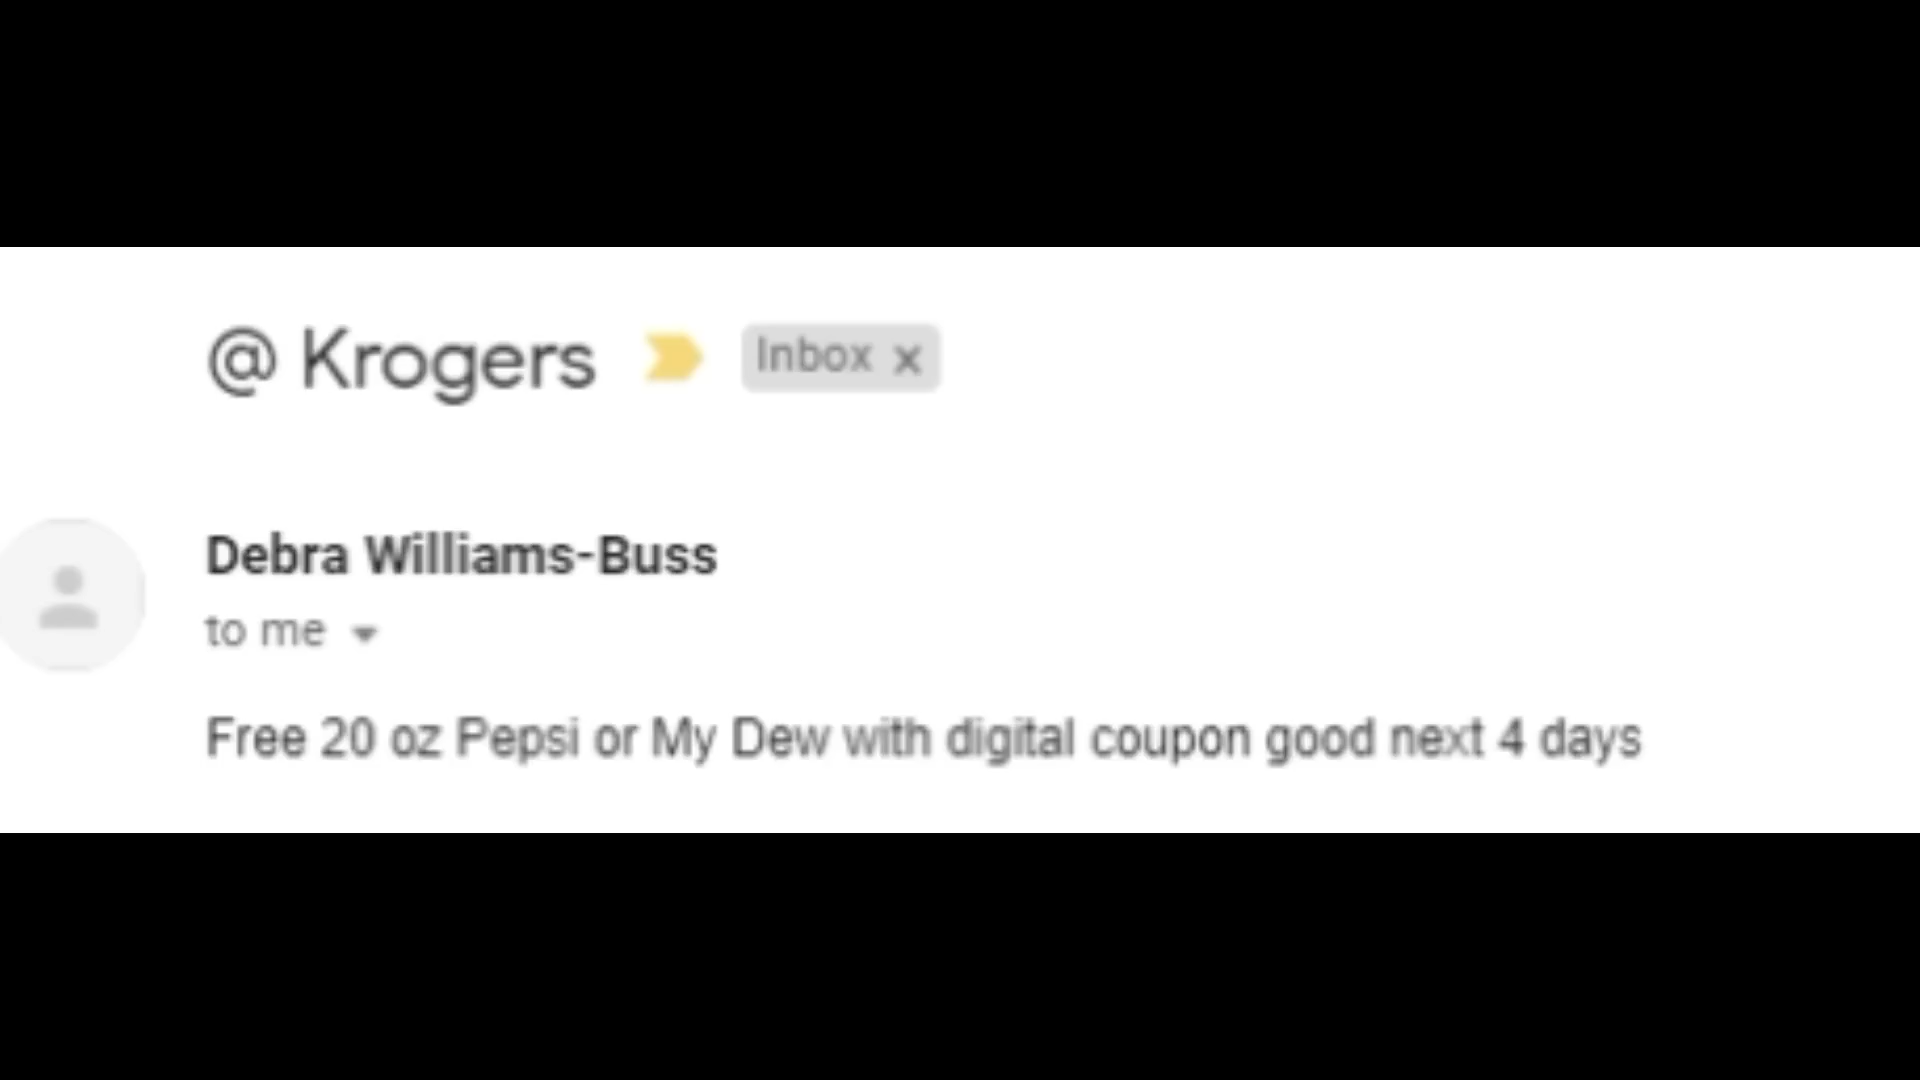 @ Krogers
Inbox x
Debra Williams-Buss
to me
Free 20 oz Pepsi or My Dew with digital coupon good next 4 days